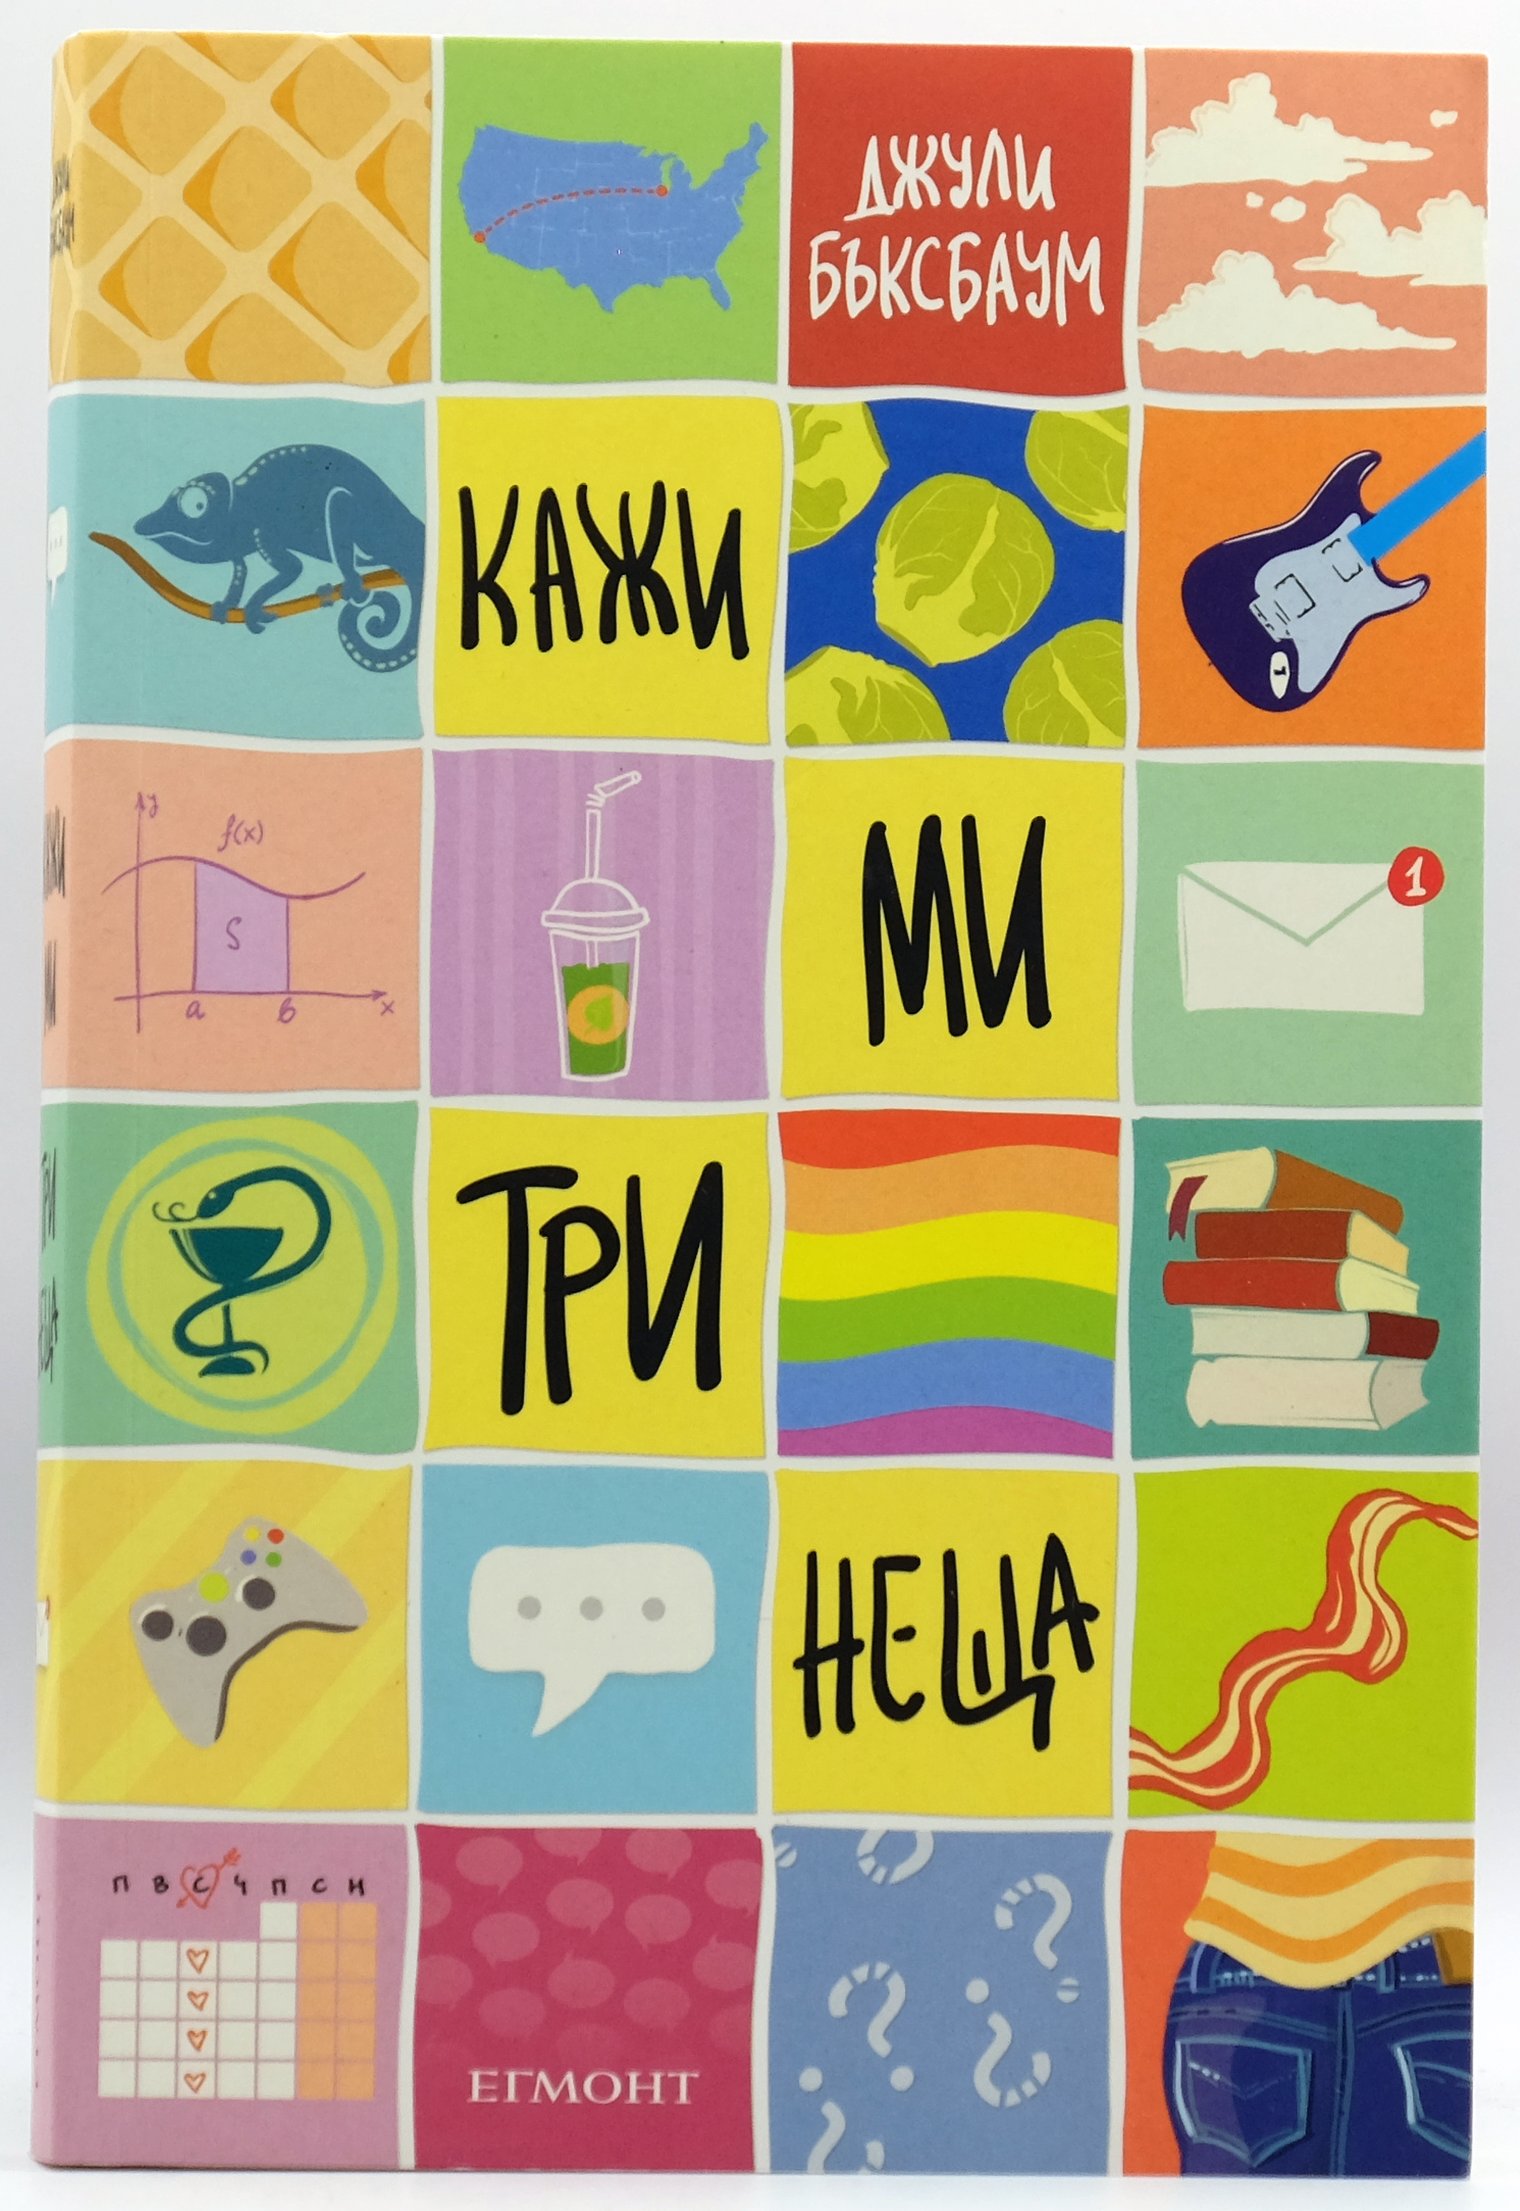 ДЖУЛИ
БЪКСБАУМ
КАЖИ
y
f(x)
S
a
b
x
МИ
1
ТРИ
НЕЩА
П В С Ч П С Н
ЕГМОНТ